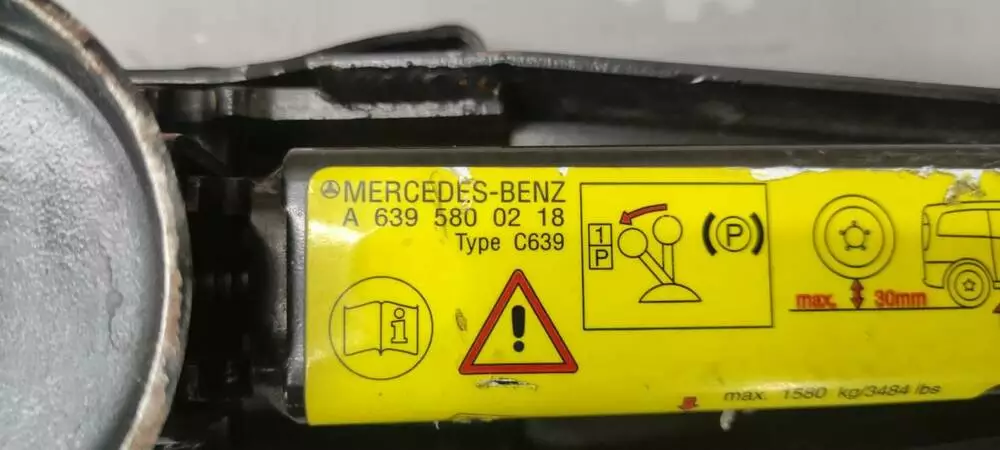 MERCEDES-BENZ
A 639 580 02 18
Type C639
1
P
(P)
i
!
max. 30mm
max. 1580 kg/3484 lbs